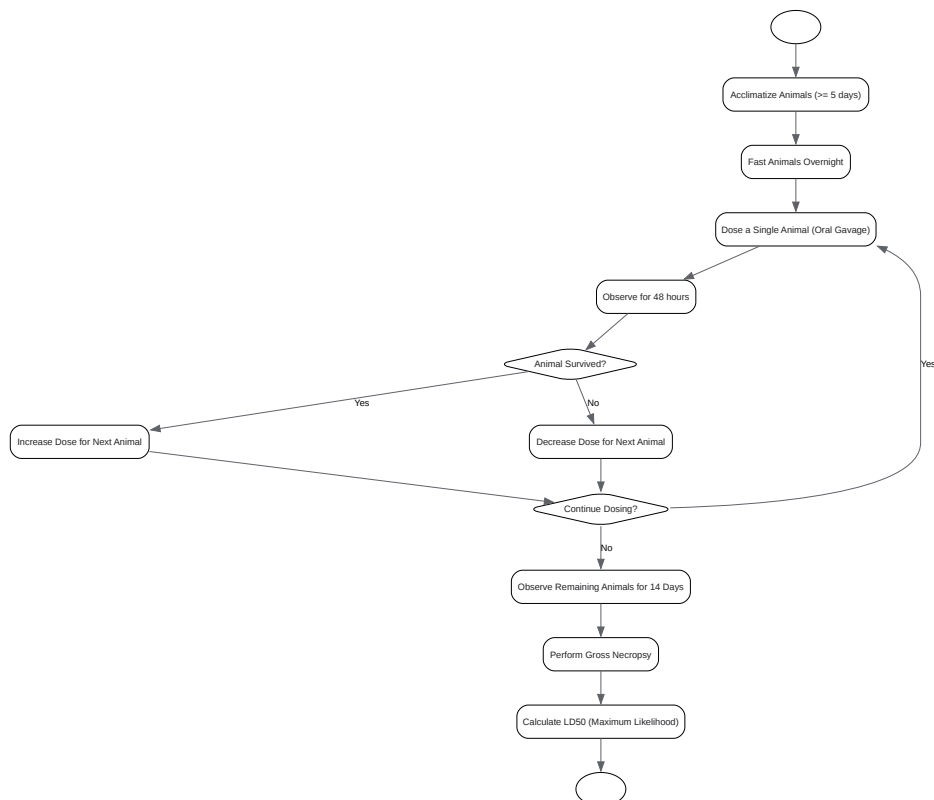 Acclimatize Animals (>= 5 days)
Fast Animals Overnight
Dose a Single Animal (Oral Gavage)
Observe for 48 hours
Animal Survived?
Yes
Yes
No
Increase Dose for Next Animal
Decrease Dose for Next Animal
Continue Dosing?
No
Observe Remaining Animals for 14 Days
Perform Gross Necropsy
Calculate LD50 (Maximum Likelihood)